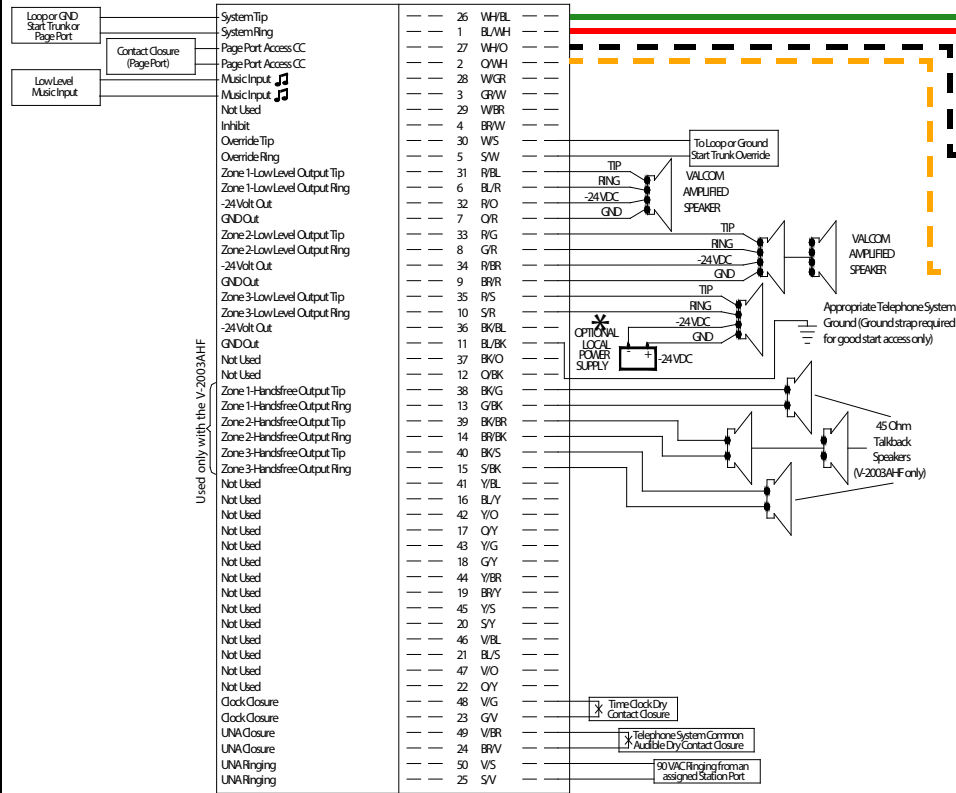 Loop or GND
Start Trunk or
Page Port
Contact Closure
(Page Port)
Low Level
Music Input
System Tip 26 WH/BL
System Ring 1 BL/WH
Page Port Access CC 27 WH/O
Page Port Access CC 2 O/WH
Music Input 28 W/GR
Music Input 3 GR/W
Not Used 29 W/BR
Inhibit 4 BR/W
Override Tip 30 W/S
Override Ring 5 S/W
Zone 1-Low Level Output Tip 31 R/BL
Zone 1-Low Level Output Ring 6 BL/R
-24 Volt Out 32 R/O
GND Out 7 O/R
Zone 2-Low Level Output Tip 33 R/G
Zone 2-Low Level Output Ring 8 G/R
-24 Volt Out 34 R/BR
GND Out 9 BR/R
Zone 3-Low Level Output Tip 35 R/S
Zone 3-Low Level Output Ring 10 S/R
-24 Volt Out 36 BK/BL
GND Out 11 BL/BK
Not Used 37 BK/O
Not Used 12 O/BK
Zone 1-Handsfree Output Tip 38 BK/G
Zone 1-Handsfree Output Ring 13 G/BK
Zone 2-Handsfree Output Tip 39 BK/BR
Zone 2-Handsfree Output Ring 14 BR/BK
Zone 3-Handsfree Output Tip 40 BK/S
Zone 3-Handsfree Output Ring 15 S/BK
Not Used 41 Y/BL
Not Used 16 BL/Y
Not Used 42 Y/O
Not Used 17 O/Y
Not Used 43 Y/G
Not Used 18 G/Y
Not Used 44 Y/BR
Not Used 19 BR/Y
Not Used 45 Y/S
Not Used 20 S/Y
Not Used 46 V/BL
Not Used 21 BL/S
Not Used 47 V/O
Not Used 22 O/Y
Clock Closure 48 V/G
Clock Closure 23 G/V
UNA Closure 49 V/BR
UNA Closure 24 BR/V
UNA Ringing 50 V/S
UNA Ringing 25 S/V
Used only with the V-2003AHF
To Loop or Ground
Start Trunk Override
TIP
RING
-24 VDC
GND
VALCOM
AMPLIFIED
SPEAKER
TIP
RING
-24 VDC
GND
VALCOM
AMPLIFIED
SPEAKER
TIP
RING
-24 VDC
GND
*
OPTIONAL
LOCAL
POWER
SUPPLY
- +
-24 VDC
Appropriate Telephone System
Ground (Ground strap required
for good start access only)
45 Ohm
Talkback
Speakers
(V-2003AHF only)
Time Clock Dry
Contact Closure
Telephone System Common
Audible Dry Contact Closure
90 VAC Ringing from an
assigned Station Port